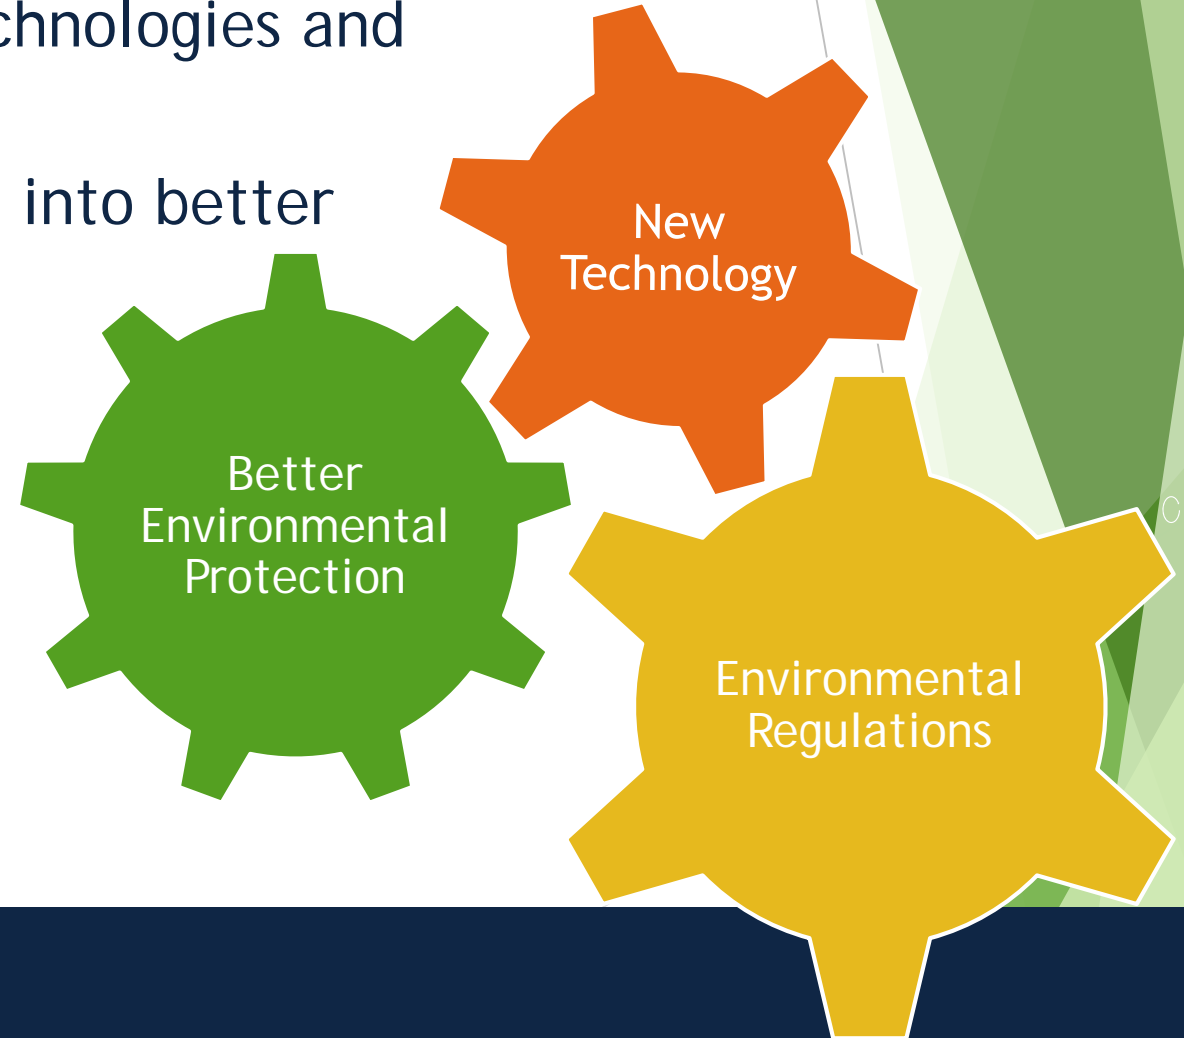 chnologies and
into better
New
Technology
Better
Environmental
Protection
Environmental
Regulations
C